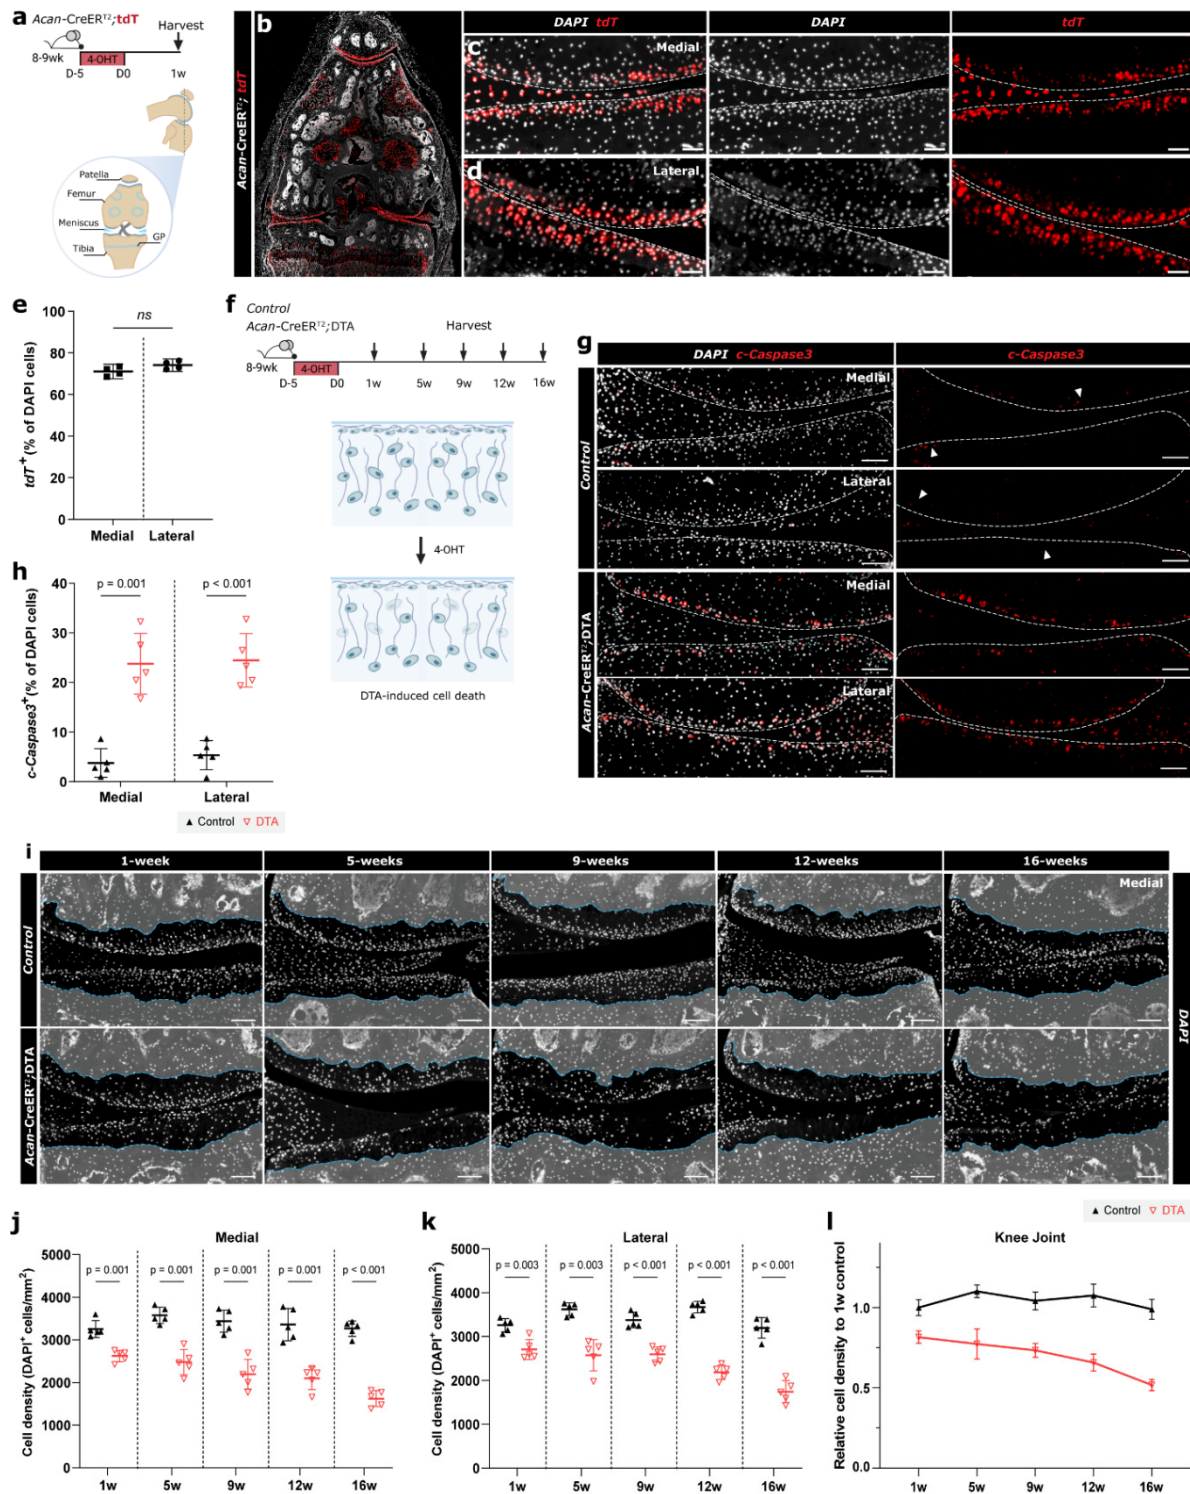 a
Acan-CreERT2;tdT
Harvest
8-9wk
4-OHT
D-5
D0
1w
Patella
Femur
Meniscus
Tibia
GP
b
Acan-CreERT2; tdT
DAPI tdT
DAPI
tdT
c
Medial
d
Lateral
e
ns
tdT+ (% of DAPI cells)
100
80
60
40
20
0
Medial
Lateral
f
Control
Acan-CreERT2;DTA
Harvest
8-9wk
4-OHT
D-5
D0
1w
5w
9w
12w
16w
4-OHT
DTA-induced cell death
g
DAPI c-Caspase3
c-Caspase3
Control
Medial
Lateral
Acan-CreERT2;DTA
Medial
Lateral
h
c-Caspase3+ (% of DAPI cells)
40
30
20
10
0
p = 0.001
p < 0.001
Medial
Lateral
Control
DTA
i
1-week
5-weeks
9-weeks
12-weeks
16-weeks
Control
Medial
Acan-CreERT2;DTA
DAPI
j
Medial
Cell density (DAPI+ cells/mm2)
5000
4000
3000
2000
1000
0
p = 0.001
p = 0.001
p = 0.001
p = 0.001
p < 0.001
1w
5w
9w
12w
16w
k
Lateral
Cell density (DAPI+ cells/mm2)
5000
4000
3000
2000
1000
0
p = 0.003
p = 0.003
p < 0.001
p < 0.001
p < 0.001
1w
5w
9w
12w
16w
Control
DTA
l
Knee Joint
Relative cell density to 1w control
1.0
0.5
0.0
1w
5w
9w
12w
16w